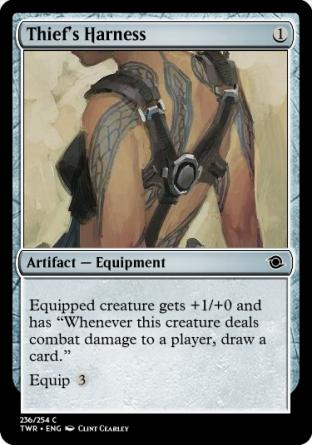 Thief's Harness 1
Artifact — Equipment
Equipped creature gets +1/+0 and
has “Whenever this creature deals
combat damage to a player, draw a
card.”
Equip 3
236/254 C
TWR • ENG CLINT CEARLEY